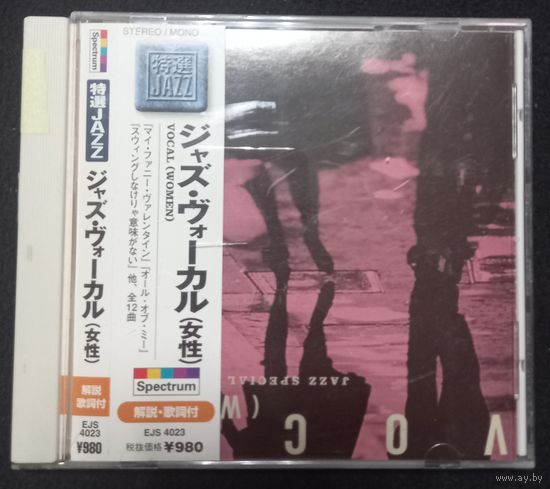 Spectrum
特選JAZZ
ジャズ・ヴォーカル(女性)
解説
歌詞付
EJS
4023
¥980
STEREO / MONO
特選
JAZZ
ジャズ・ヴォーカル(女性)
VOCAL (WOMEN)
「マイ・ファニー・ヴァレンタイン」「オール・オブ・ミー」
「スウィングしなけりゃ意味がない」他、全12曲
Spectrum
解説・歌詞付
EJS 4023
税抜価格 ¥980
JAZZ SPECIAL
(W
VOC
www.ay.by